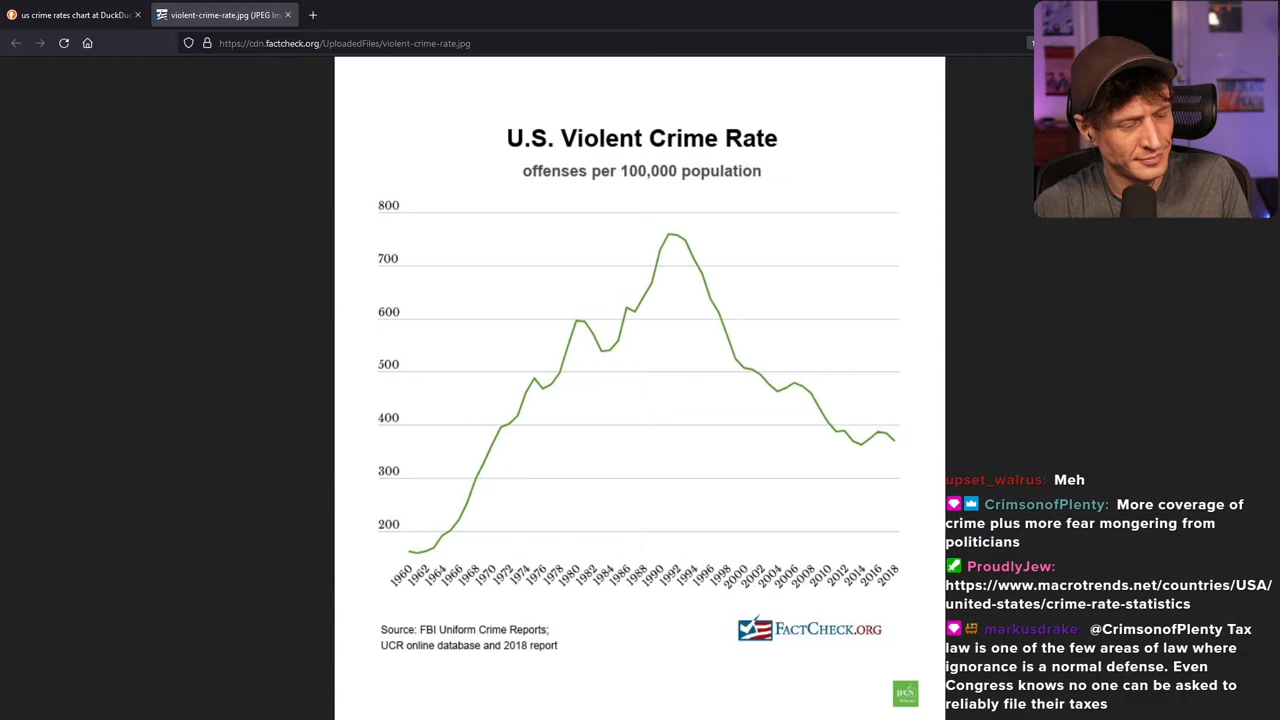 us crime rates chart at DuckDuc
violent-crime-rate.jpg (JPEG Im
https://cdn.factcheck.org/UploadedFiles/violent-crime-rate.jpg
U.S. Violent Crime Rate
offenses per 100,000 population
800
700
600
500
400
300
200
1960 1962 1964 1966 1968 1970 1972 1974 1976 1978 1980 1982 1984 1986 1988 1990 1992 1994 1996 1998 2000 2002 2004 2006 2008 2010 2012 2014 2016 2018
Source: FBI Uniform Crime Reports;
UCR online database and 2018 report
FACTCHECK.ORG
IFCN
upset_walrus: Meh
CrimsonofPlenty: More coverage of
crime plus more fear mongering from
politicians
ProudlyJew:
https://www.macrotrends.net/countries/USA/
united-states/crime-rate-statistics
markusdrake: @CrimsonofPlenty Tax
law is one of the few areas of law where
ignorance is a normal defense. Even
Congress knows no one can be asked to
reliably file their taxes